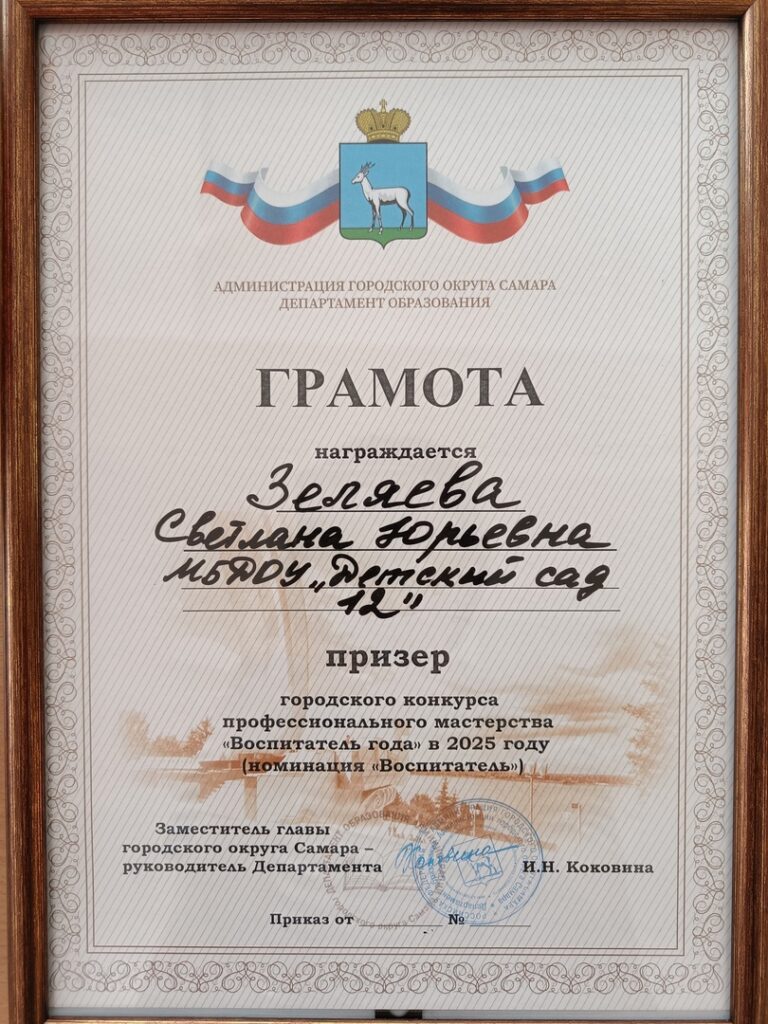 АДМИНИСТРАЦИЯ ГОРОДСКОГО ОКРУГА САМАРА
ДЕПАРТАМЕНТ ОБРАЗОВАНИЯ
ГРАМОТА
награждается
Зеляева
Светлана Юрьевна
МБДОУ „Детский сад
12"
призер
городского конкурса
профессионального мастерства
«Воспитатель года» в 2025 году
(номинация «Воспитатель»)
Заместитель главы
городского округа Самара –
руководитель Департамента
И.Н. Коковина
Приказ от №